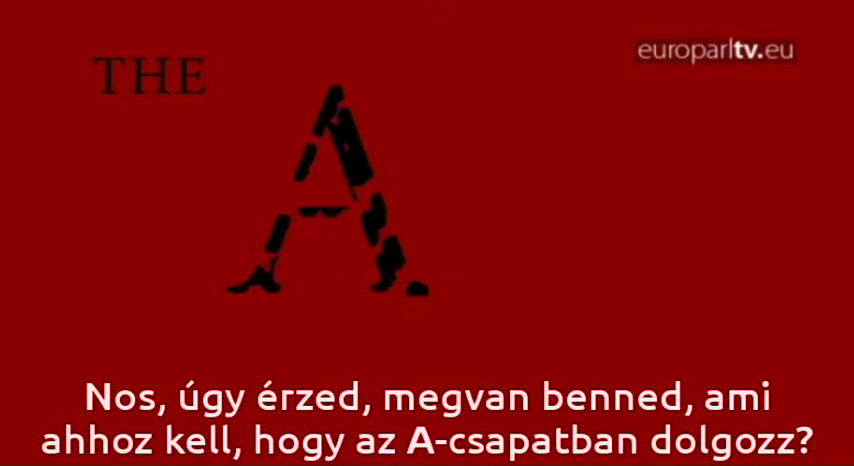 THE
europarltv.eu
A
Nos, úgy érzed, megvan benned, ami
ahhoz kell, hogy az A-csapatban dolgozz?